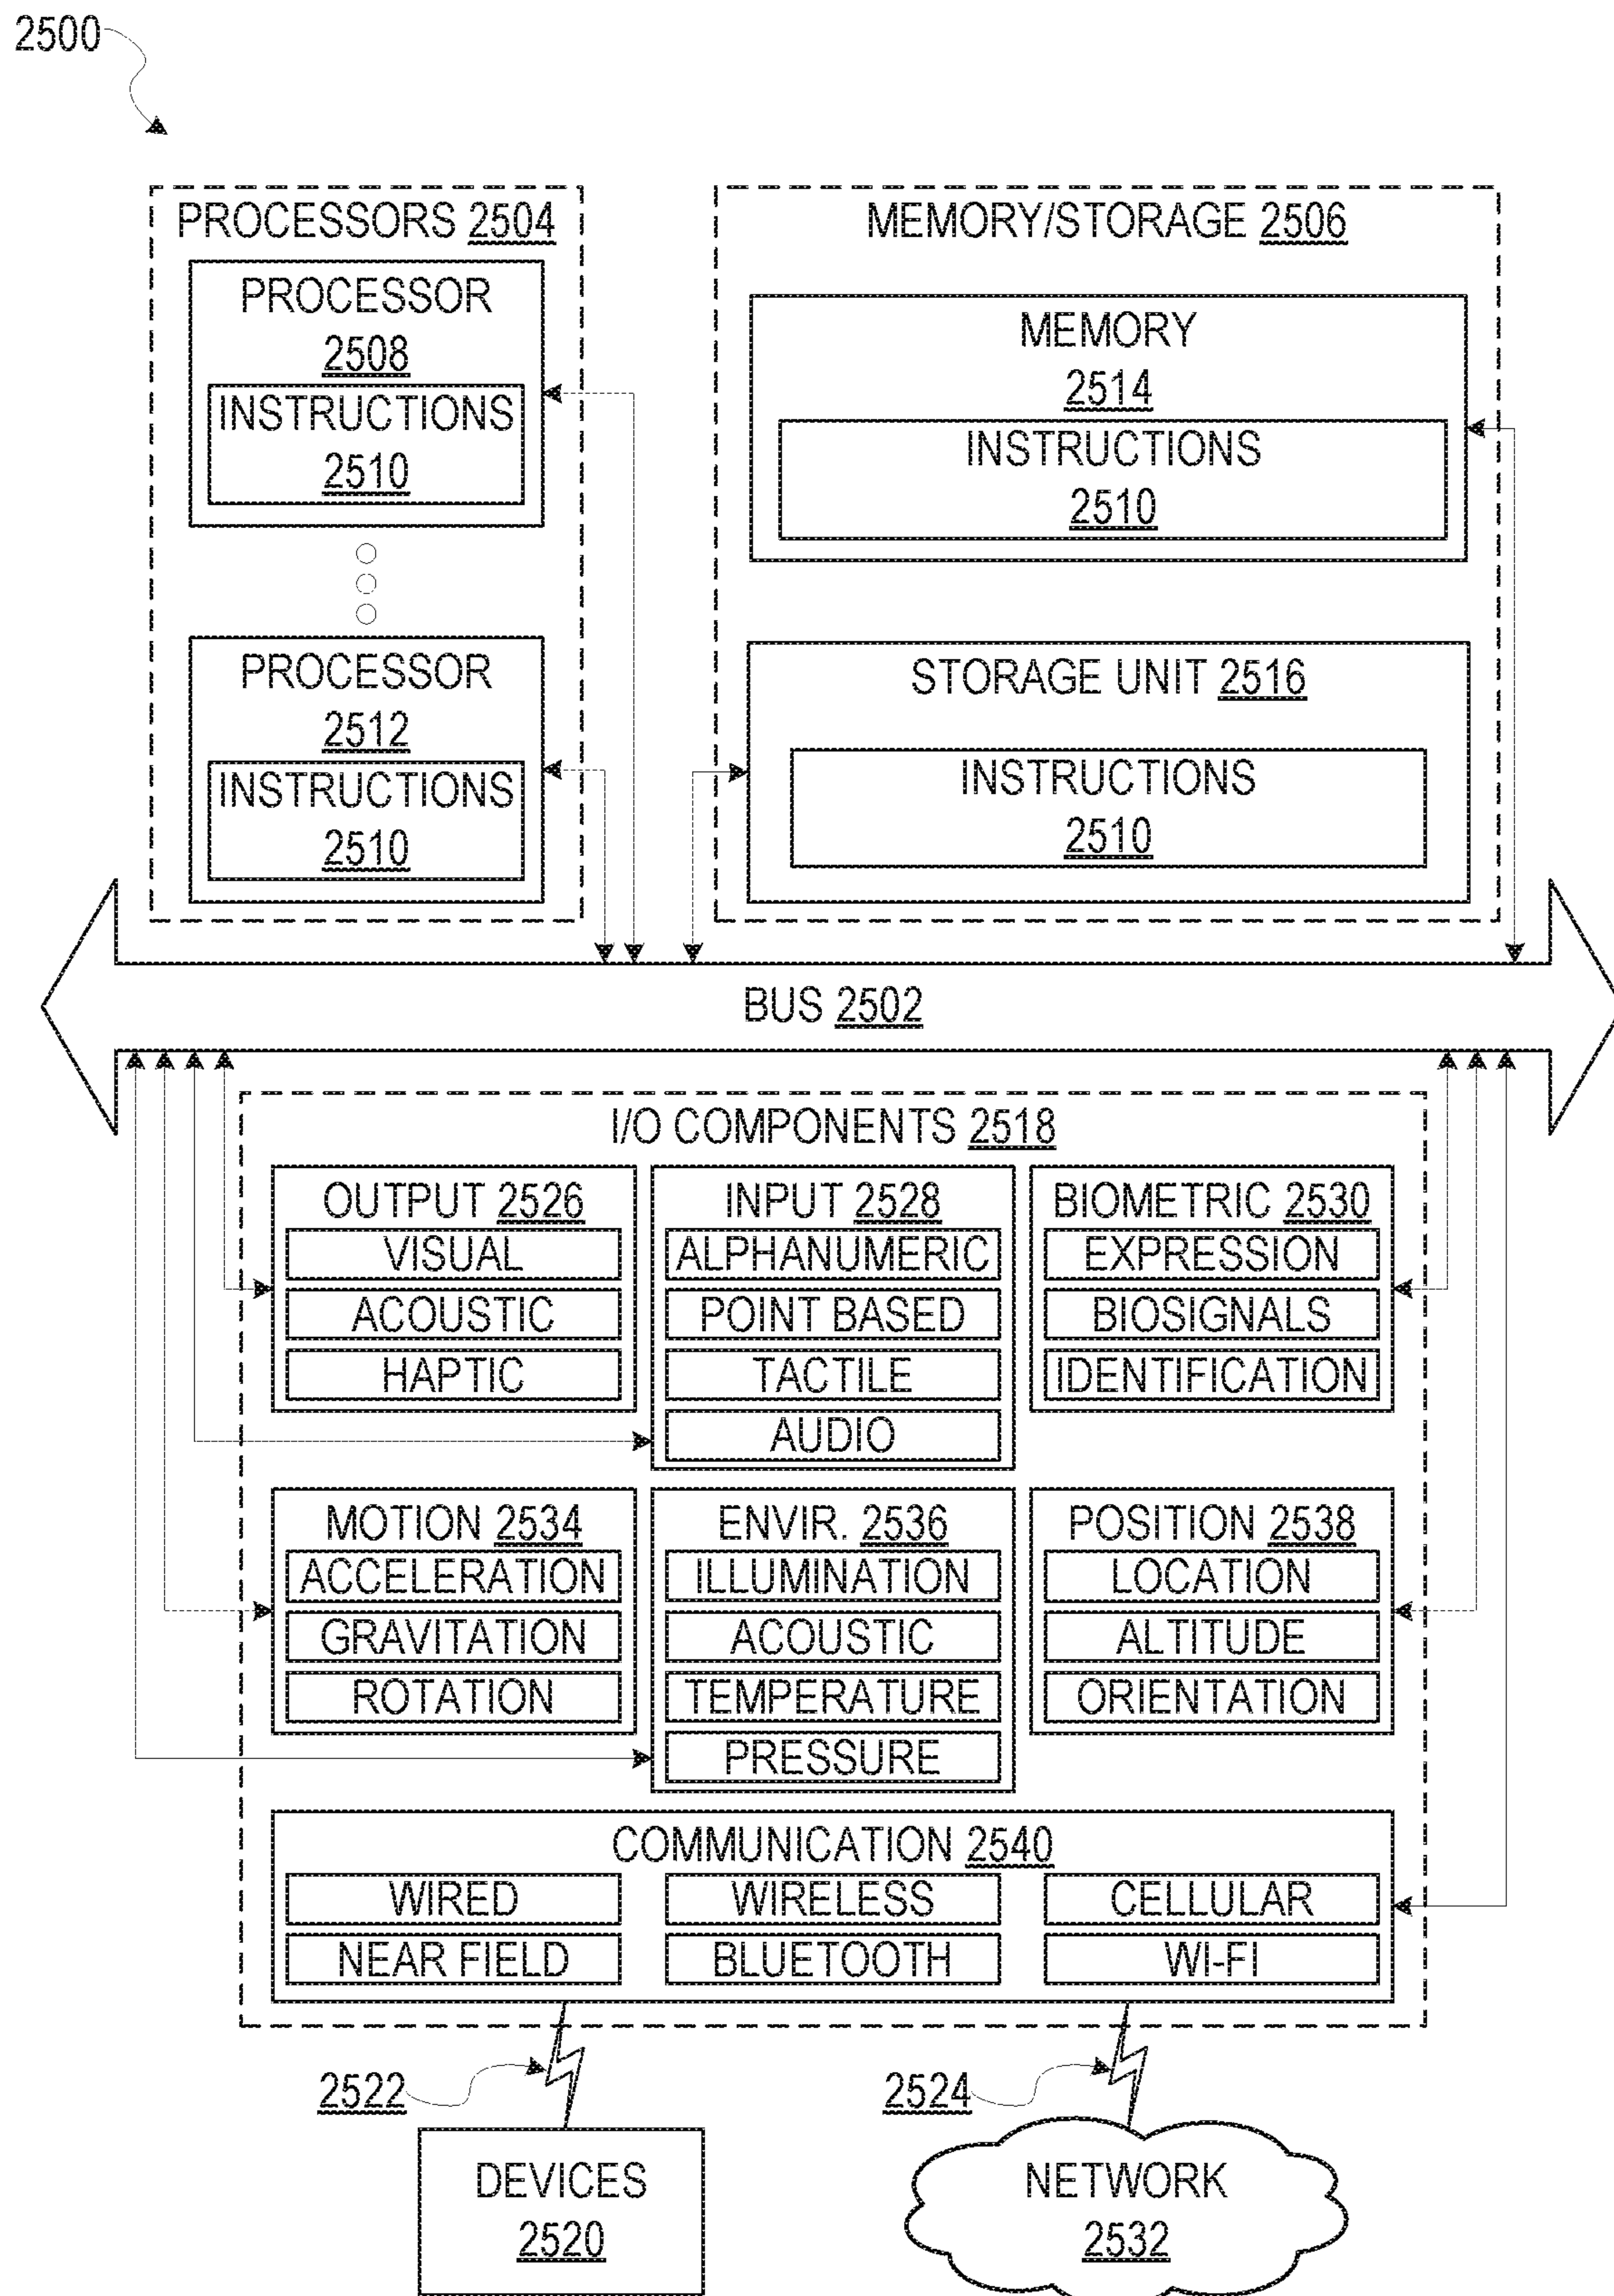 2500
PROCESSORS 2504
PROCESSOR
2508
INSTRUCTIONS
2510
PROCESSOR
2512
INSTRUCTIONS
2510
MEMORY/STORAGE 2506
MEMORY
2514
INSTRUCTIONS
2510
STORAGE UNIT 2516
INSTRUCTIONS
2510
BUS 2502
I/O COMPONENTS 2518
OUTPUT 2526
VISUAL
ACOUSTIC
HAPTIC
INPUT 2528
ALPHANUMERIC
POINT BASED
TACTILE
AUDIO
BIOMETRIC 2530
EXPRESSION
BIOSIGNALS
IDENTIFICATION
MOTION 2534
ACCELERATION
GRAVITATION
ROTATION
ENVIR. 2536
ILLUMINATION
ACOUSTIC
TEMPERATURE
PRESSURE
POSITION 2538
LOCATION
ALTITUDE
ORIENTATION
COMMUNICATION 2540
WIRED
WIRELESS
CELLULAR
NEAR FIELD
BLUETOOTH
WI-FI
2522
2524
DEVICES
2520
NETWORK
2532